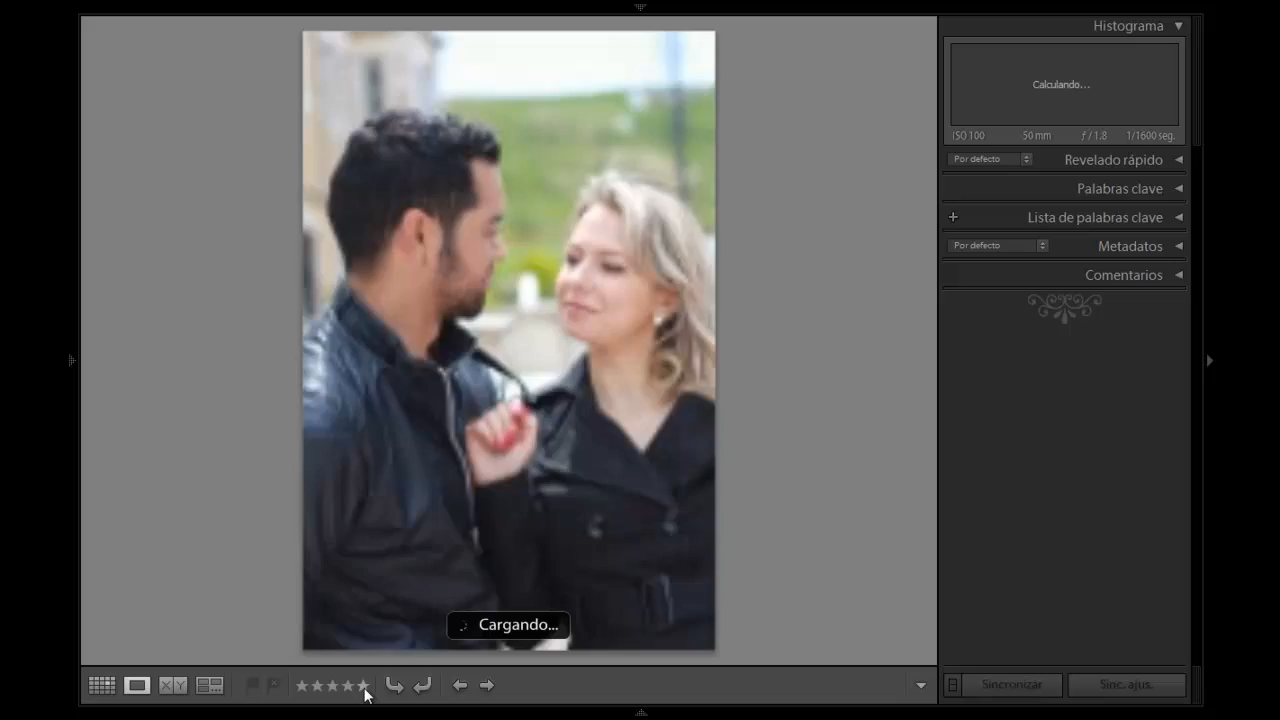 Histograma
Calculando...
ISO 100 50 mm ƒ / 1.8 1/1600 seg.
Por defecto Revelado rápido
Palabras clave
+ Lista de palabras clave
Por defecto Metadatos
Comentarios
Cargando...
XY Sincronizar Sinc. ajus.